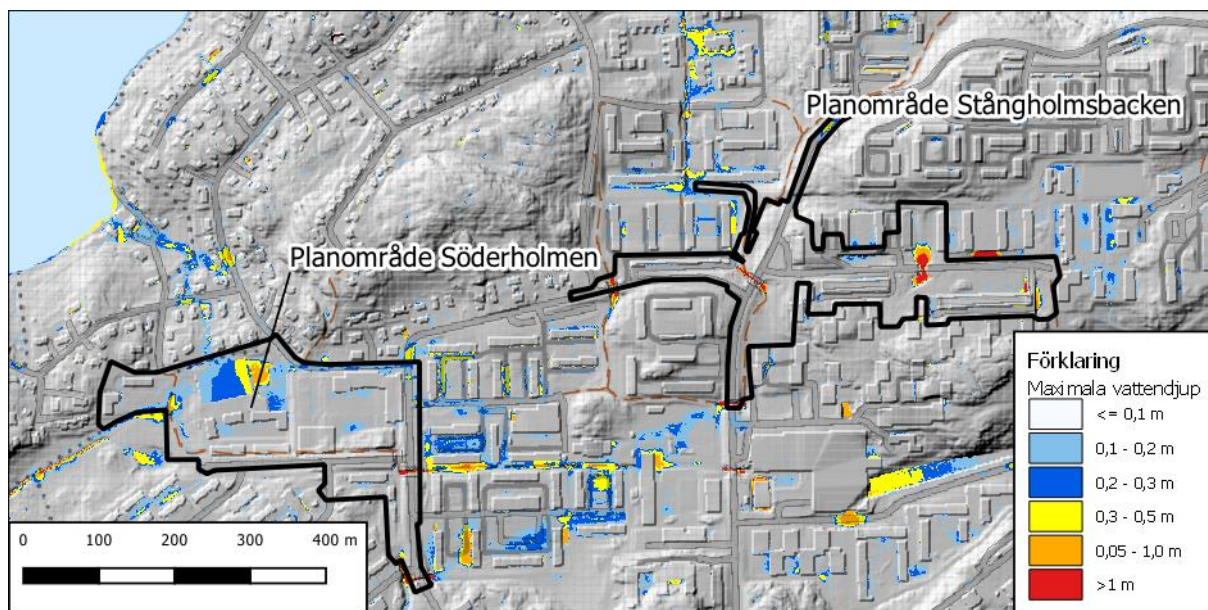 Planområde Stångholmsbacken
Planområde Söderholmen
Förklaring
Maximala vattendjup
<= 0,1 m
0,1 - 0,2 m
0,2 - 0,3 m
0,3 - 0,5 m
0,05 - 1,0 m
>1 m
0 100 200 300 400 m